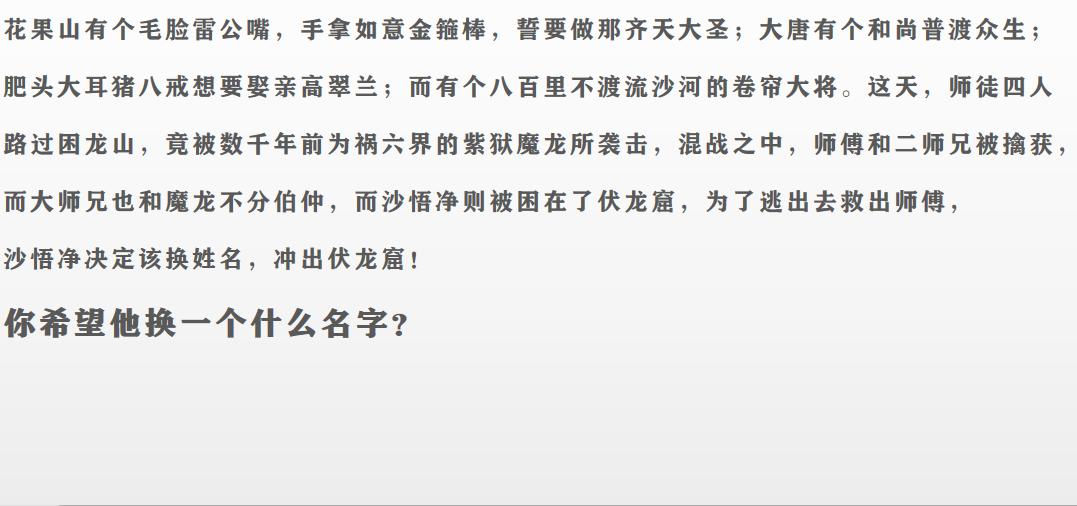 花果山有个毛脸雷公嘴，手拿如意金箍棒，誓要做那齐天大圣；大唐有个和尚普渡众生；
肥头大耳猪八戒想要娶亲高翠兰；而有个八百里不渡流沙河的卷帘大将。这天，师徒四人
路过困龙山，竟被数千年前为祸六界的紫狱魔龙所袭击，混战之中，师傅和二师兄被擒获，
而大师兄也和魔龙不分伯仲，而沙悟净则被困在了伏龙窟，为了逃出去救出师傅，
沙悟净决定该换姓名，冲出伏龙窟！
你希望他换一个什么名字？